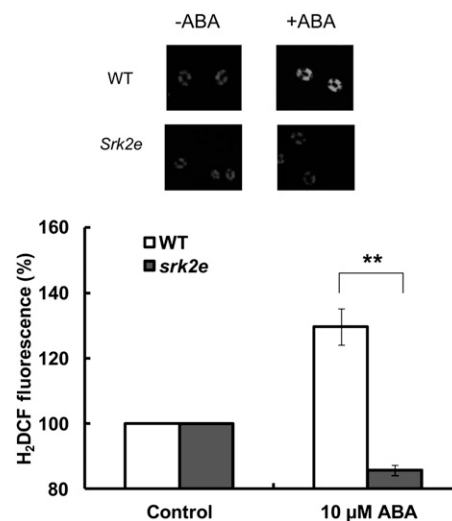 -ABA +ABA
WT
Srk2e
160
140
120
100
80
H₂DCF fluorescence (%)
WT
srk2e
**
Control 10 µM ABA